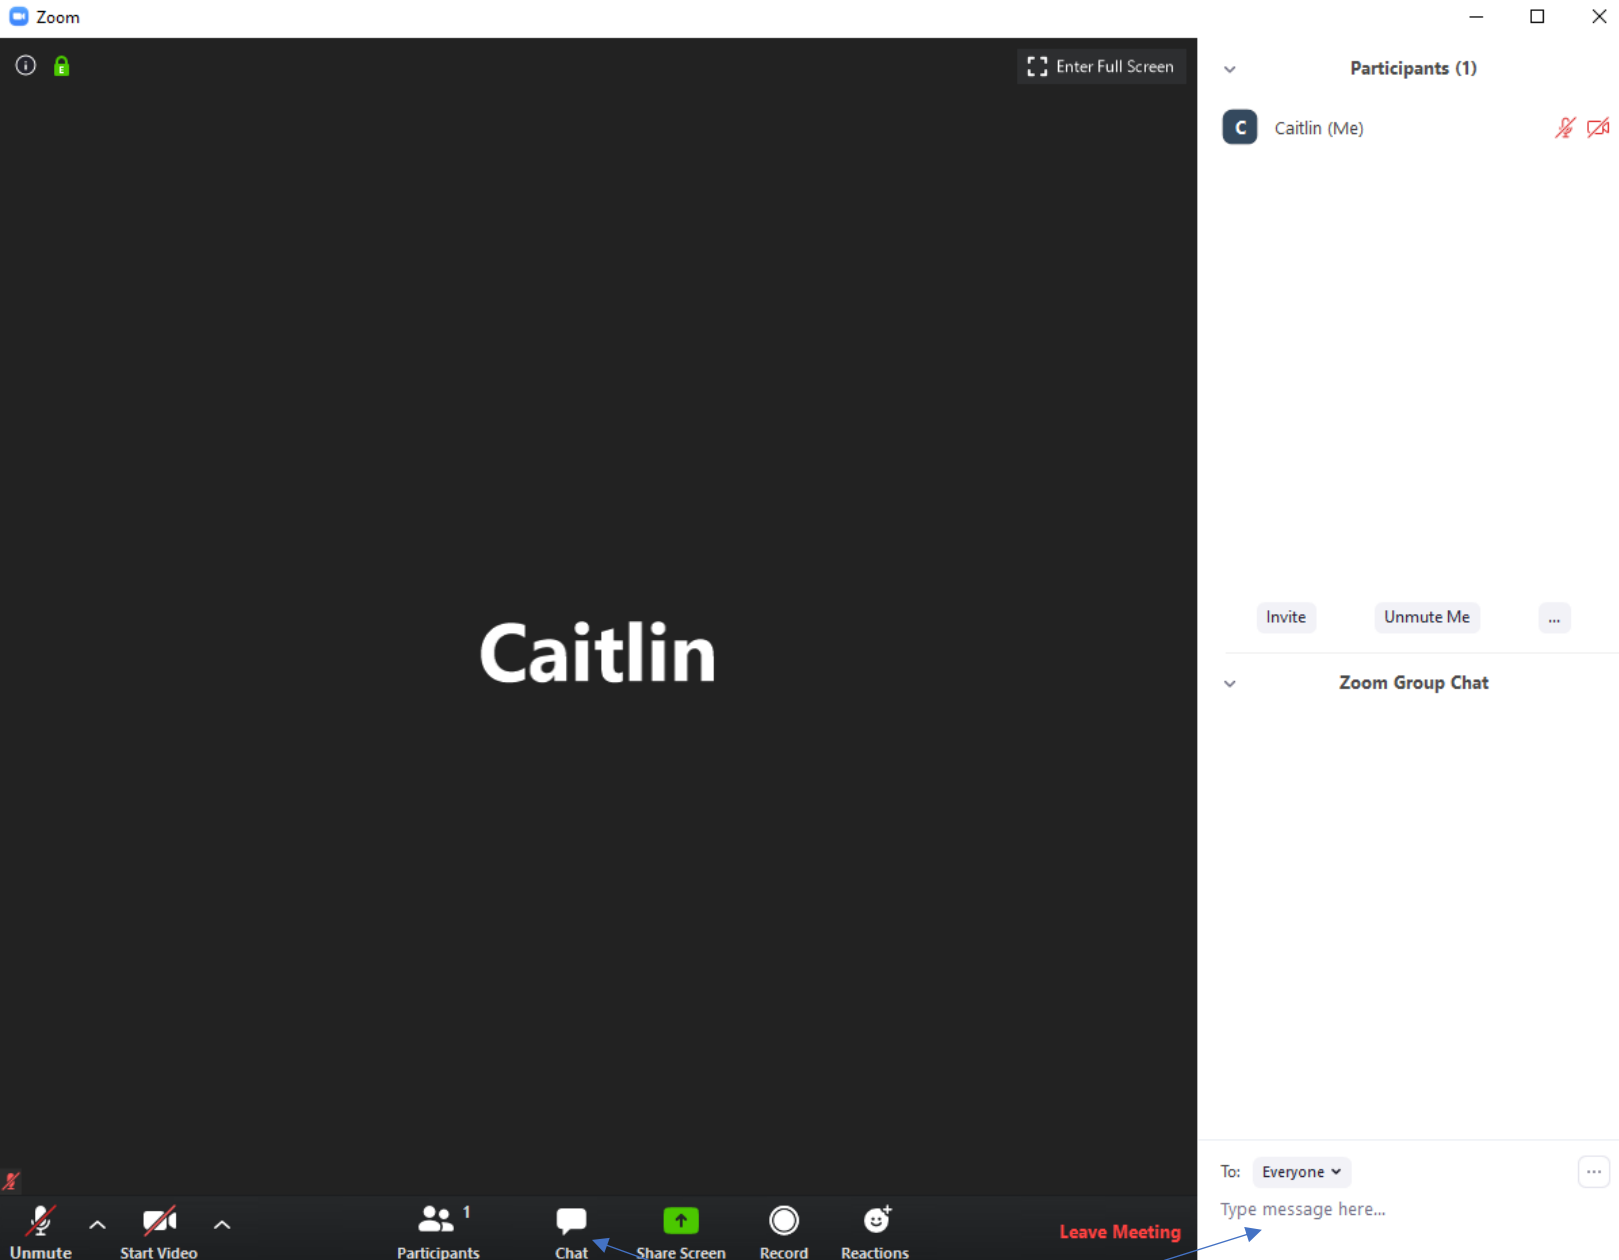 Zoom
Enter Full Screen
Caitlin
Unmute
Start Video
Participants 1
Chat
Share Screen
Record
Reactions
Leave Meeting
Participants (1)
C Caitlin (Me)
Invite Unmute Me ...
Zoom Group Chat
To: Everyone ...
Type message here...